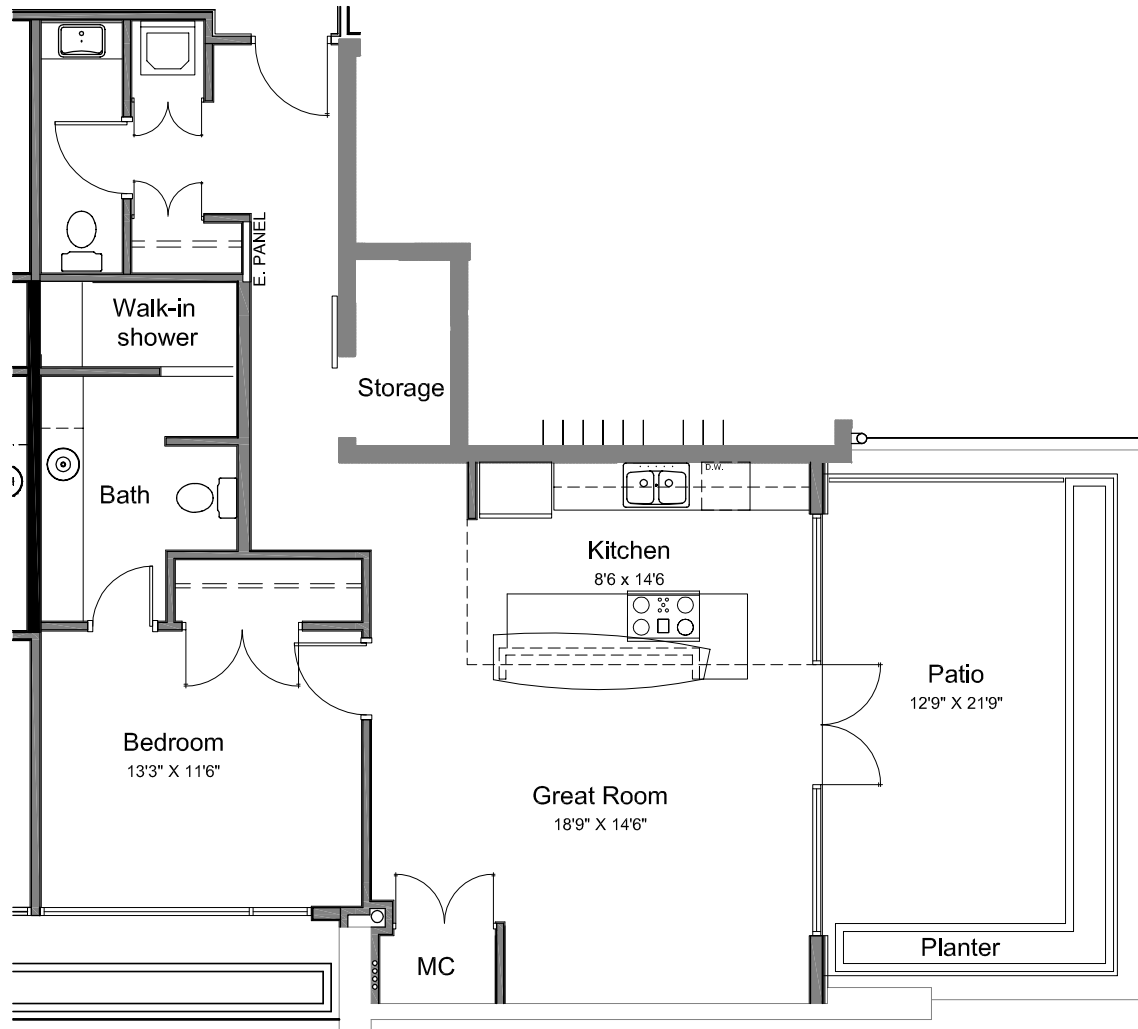 E. PANEL
Walk-in
shower
Storage
D.W.
Bath
Kitchen
8'6 x 14'6
Patio
12'9" X 21'9"
Bedroom
13'3" X 11'6"
Great Room
18'9" X 14'6"
Planter
MC